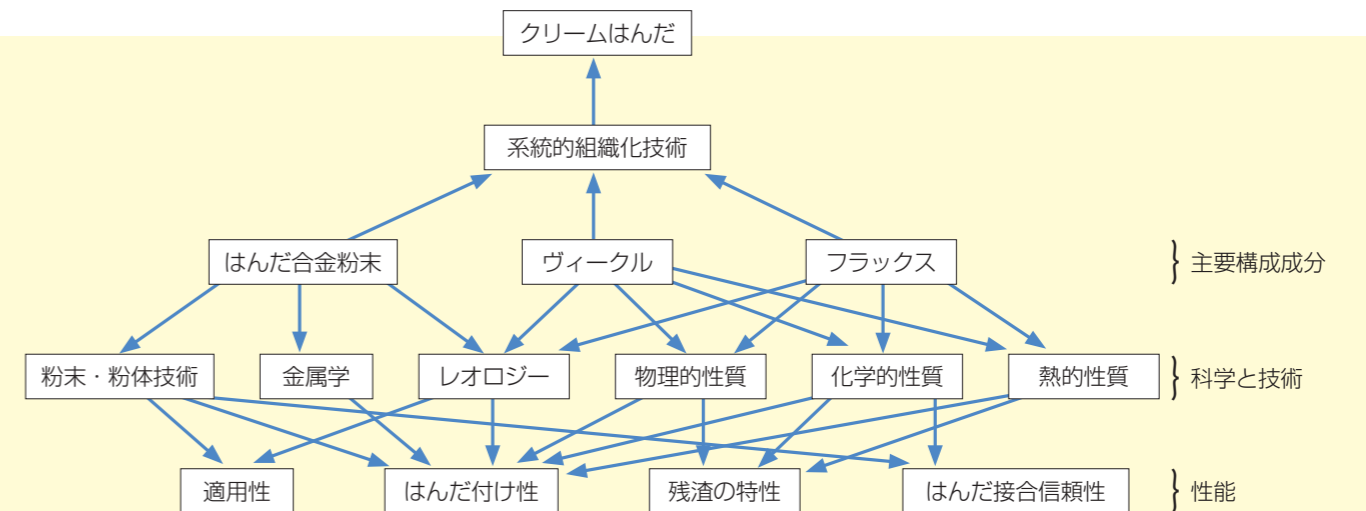 クリームはんだ
系統的組織化技術
はんだ合金粉末
ヴィークル
フラックス
} 主要構成成分
粉末・粉体技術
金属学
レオロジー
物理的性質
化学的性質
熱的性質
} 科学と技術
適用性
はんだ付け性
残渣の特性
はんだ接合信頼性
} 性能